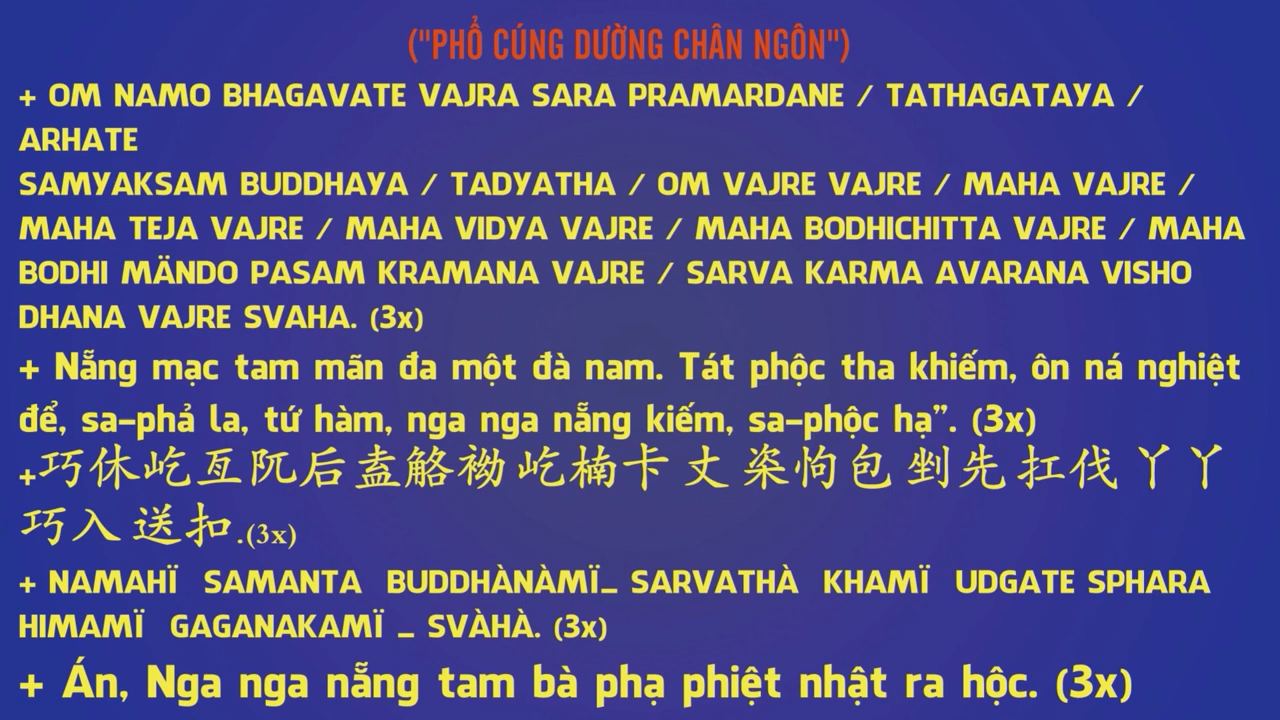 ("PHỔ CÚNG DƯỜNG CHÂN NGÔN")
+ OM NAMO BHAGAVATE VAJRA SARA PRAMARDANE / TATHAGATAYA /
ARHATE
SAMYAKSAM BUDDHAYA / TADYATHA / OM VAJRE VAJRE / MAHA VAJRE /
MAHA TEJA VAJRE / MAHA VIDYA VAJRE / MAHA BODHICHITTA VAJRE / MAHA
BODHI MÄNDO PASAM KRAMANA VAJRE / SARVA KARMA AVARANA VISHO
DHANA VAJRE SVAHA. (3x)
+ Nẵng mạc tam mãn đa một đà nam. Tát phộc tha khiếm, ôn ná nghiệt
để, sa-phả la, tứ hàm, nga nga nẵng kiếm, sa-phộc hạ”. (3x)
+巧休屹亙阢后盍觡袎屹楠卡丈 栥怐包 剉先扛伐丫丫
巧入送扣.(3x)
+ NAMAHÏ SAMANTA BUDDHÀNÀMÏ_ SARVATHÀ KHAMÏ UDGATE SPHARA
HIMAMÏ GAGANAKAMÏ _ SVÀHÀ. (3x)
+ Án, Nga nga nẵng tam bà phạ phiệt nhật ra hộc. (3x)